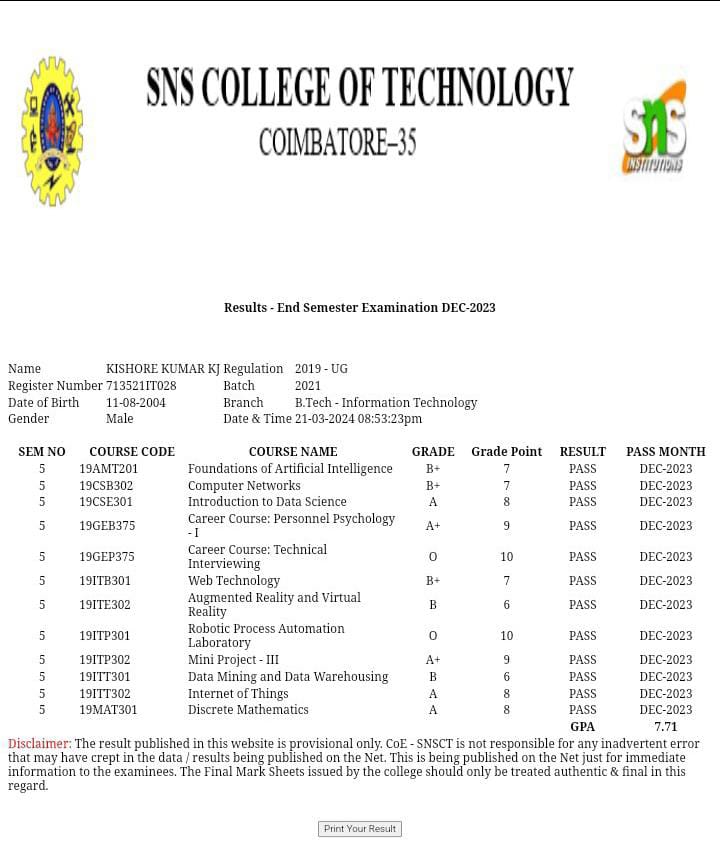 SNS COLLEGE OF TECHNOLOGY
COIMBATORE–35
SNS
INSTITUTIONS
Results - End Semester Examination DEC-2023
Name KISHORE KUMAR KJ Regulation 2019 - UG
Register Number 713521IT028 Batch 2021
Date of Birth 11-08-2004 Branch B.Tech - Information Technology
Gender Male Date & Time 21-03-2024 08:53:23pm
SEM NO COURSE CODE COURSE NAME GRADE Grade Point RESULT PASS MONTH
5 19AMT201 Foundations of Artificial Intelligence B+ 7 PASS DEC-2023
5 19CSB302 Computer Networks B+ 7 PASS DEC-2023
5 19CSE301 Introduction to Data Science A 8 PASS DEC-2023
5 19GEB375 Career Course: Personnel Psychology
- I A+ 9 PASS DEC-2023
5 19GEP375 Career Course: Technical
Interviewing O 10 PASS DEC-2023
5 19ITB301 Web Technology B+ 7 PASS DEC-2023
5 19ITE302 Augmented Reality and Virtual
Reality B 6 PASS DEC-2023
5 19ITP301 Robotic Process Automation
Laboratory O 10 PASS DEC-2023
5 19ITP302 Mini Project - III A+ 9 PASS DEC-2023
5 19ITT301 Data Mining and Data Warehousing B 6 PASS DEC-2023
5 19ITT302 Internet of Things A 8 PASS DEC-2023
5 19MAT301 Discrete Mathematics A 8 PASS DEC-2023
GPA 7.71
Disclaimer: The result published in this website is provisional only. CoE - SNSCT is not responsible for any inadvertent error
that may have crept in the data / results being published on the Net. This is being published on the Net just for immediate
information to the examinees. The Final Mark Sheets issued by the college should only be treated authentic & final in this
regard.
Print Your Result